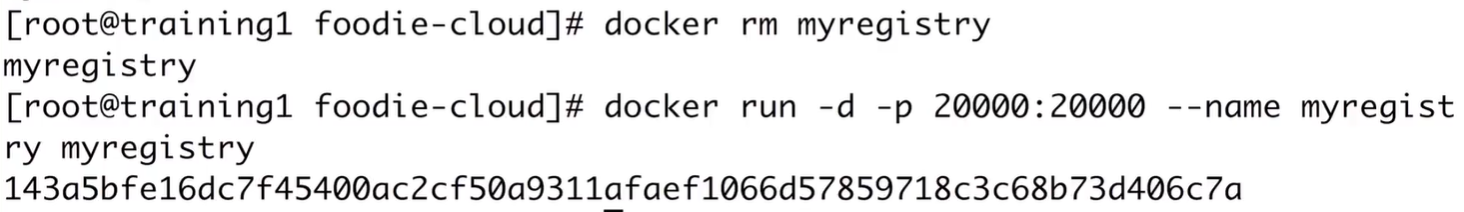 [root@training1 foodie-cloud]# docker rm myregistry
myregistry
[root@training1 foodie-cloud]# docker run -d -p 20000:20000 --name myregist
ry myregistry
143a5bfe16dc7f45400ac2cf50a9311afaef1066d57859718c3c68b73d406c7a